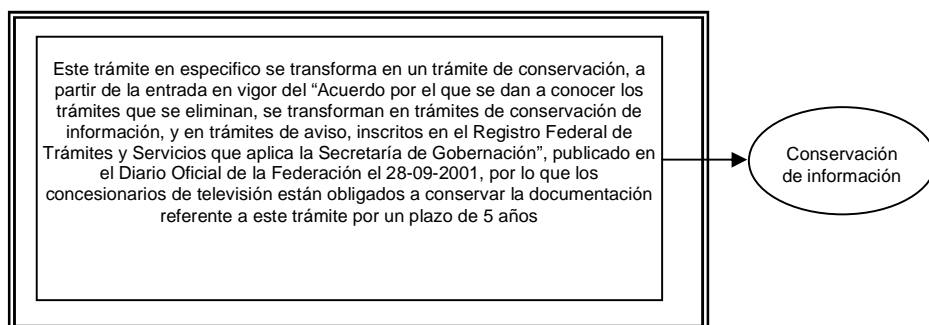 Este trámite en especifico se transforma en un trámite de conservación, a
partir de la entrada en vigor del “Acuerdo por el que se dan a conocer los
trámites que se eliminan, se transforman en trámites de conservación de
información, y en trámites de aviso, inscritos en el Registro Federal de
Trámites y Servicios que aplica la Secretaría de Gobernación”, publicado en
el Diario Oficial de la Federación el 28-09-2001, por lo que los
concesionarios de televisión están obligados a conservar la documentación
referente a este trámite por un plazo de 5 años
Conservación
de información